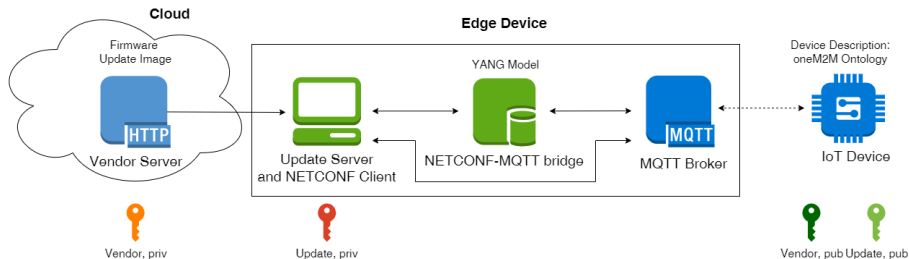 Cloud
Edge Device
Firmware
Update Image
YANG Model
Device Description:
oneM2M Ontology
HTTP
MQTT
Vendor Server
Update Server
and NETCONF Client
NETCONF-MQTT bridge
MQTT Broker
IoT Device
Vendor, priv
Update, priv
Vendor, pub
Update, pub